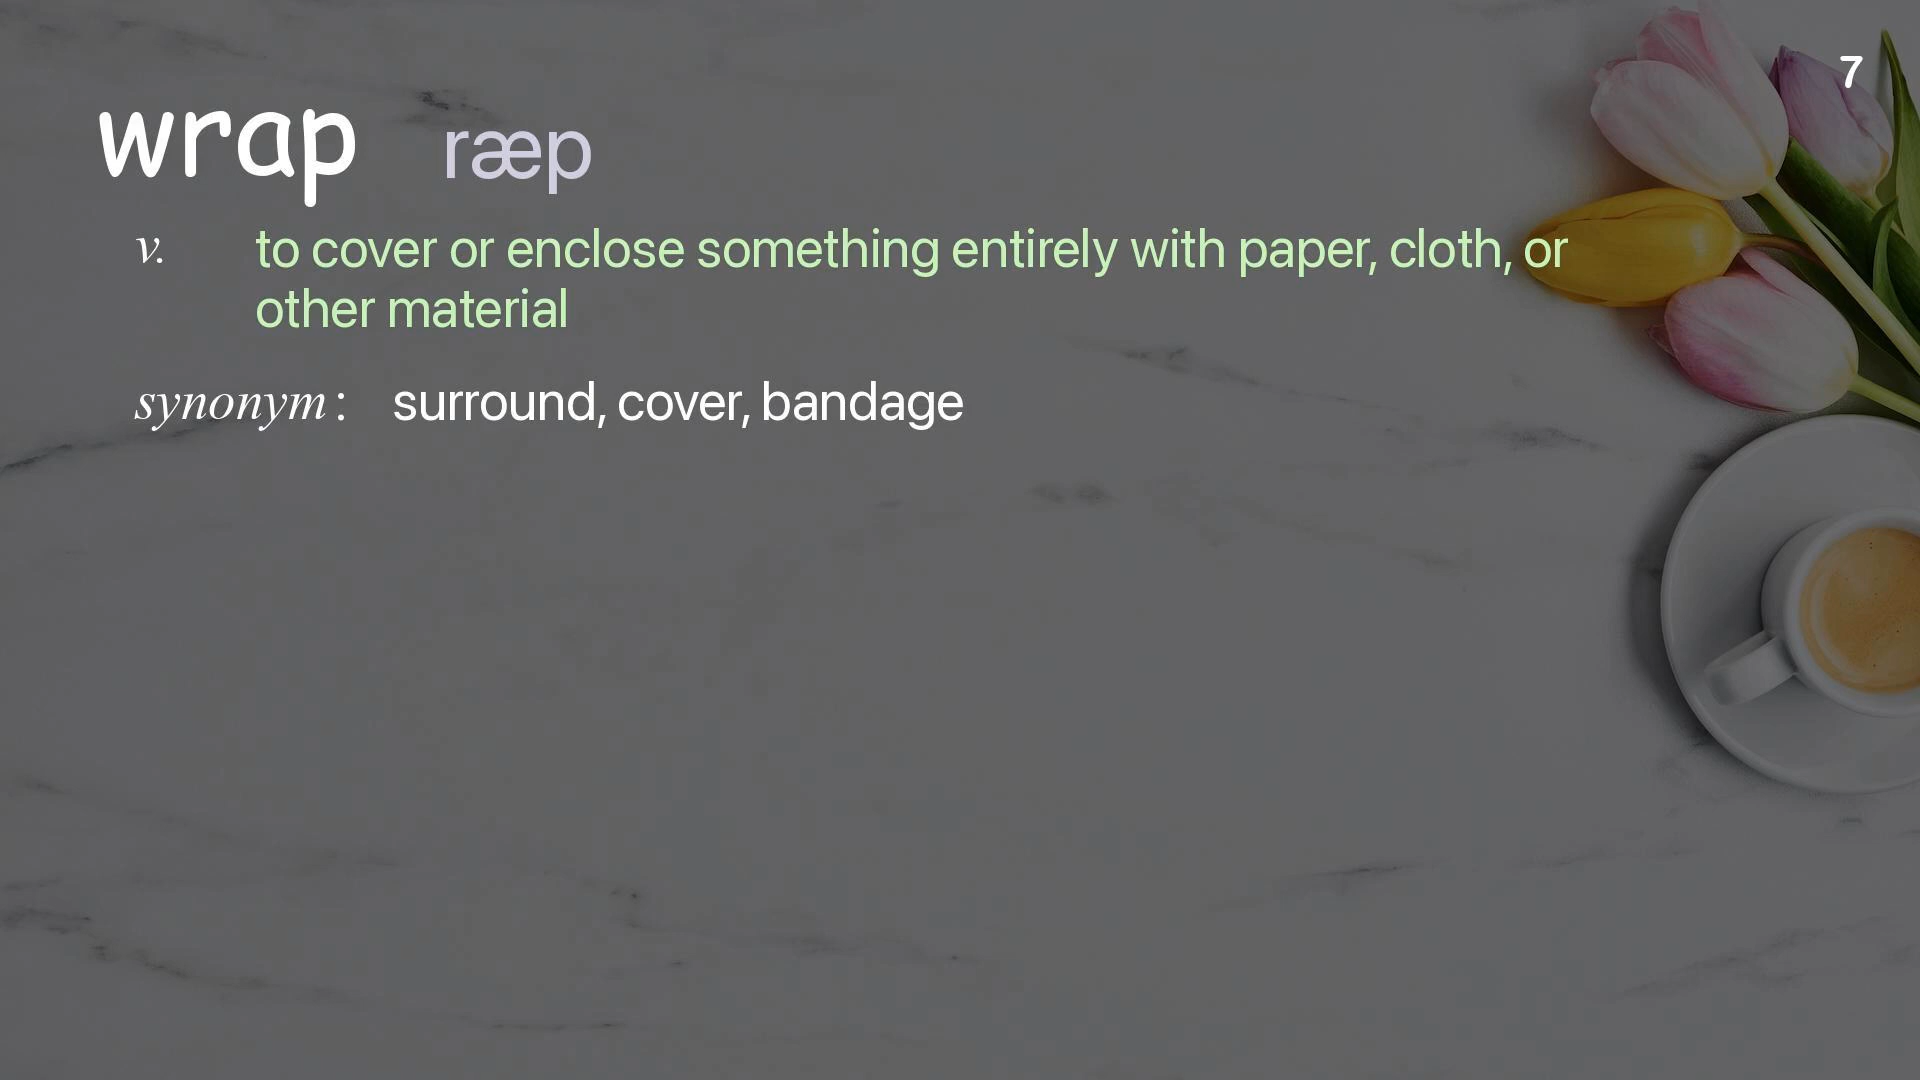 7
wrap ræp
v. to cover or enclose something entirely with paper, cloth, or
other material
synonym : surround, cover, bandage